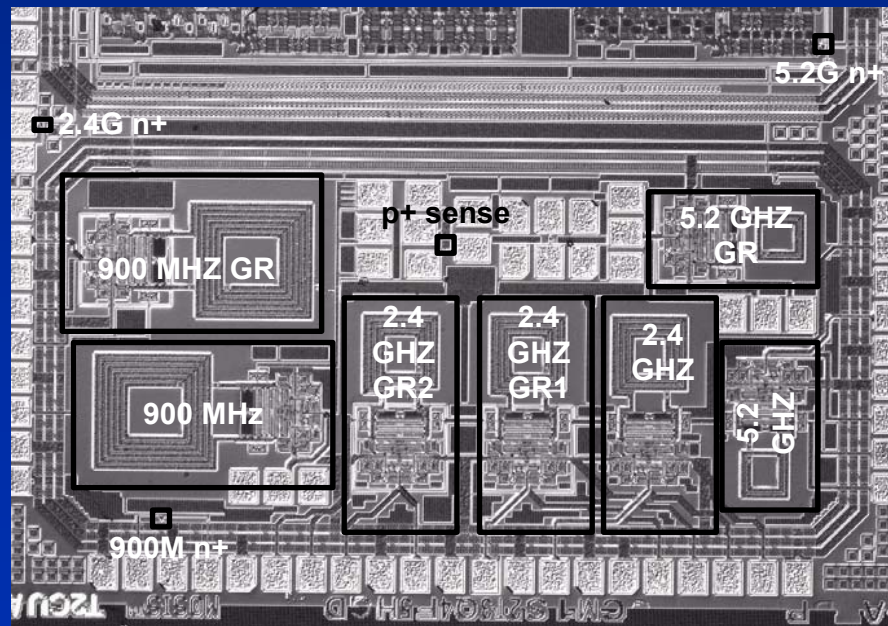 5.2G n+
2.4G n+
p+ sense
5.2 GHZ
GR
900 MHZ GR
2.4
GHZ
GR2
2.4
GHZ
GR1
2.4
GHZ
900 MHz
5.2
GHZ
900M n+